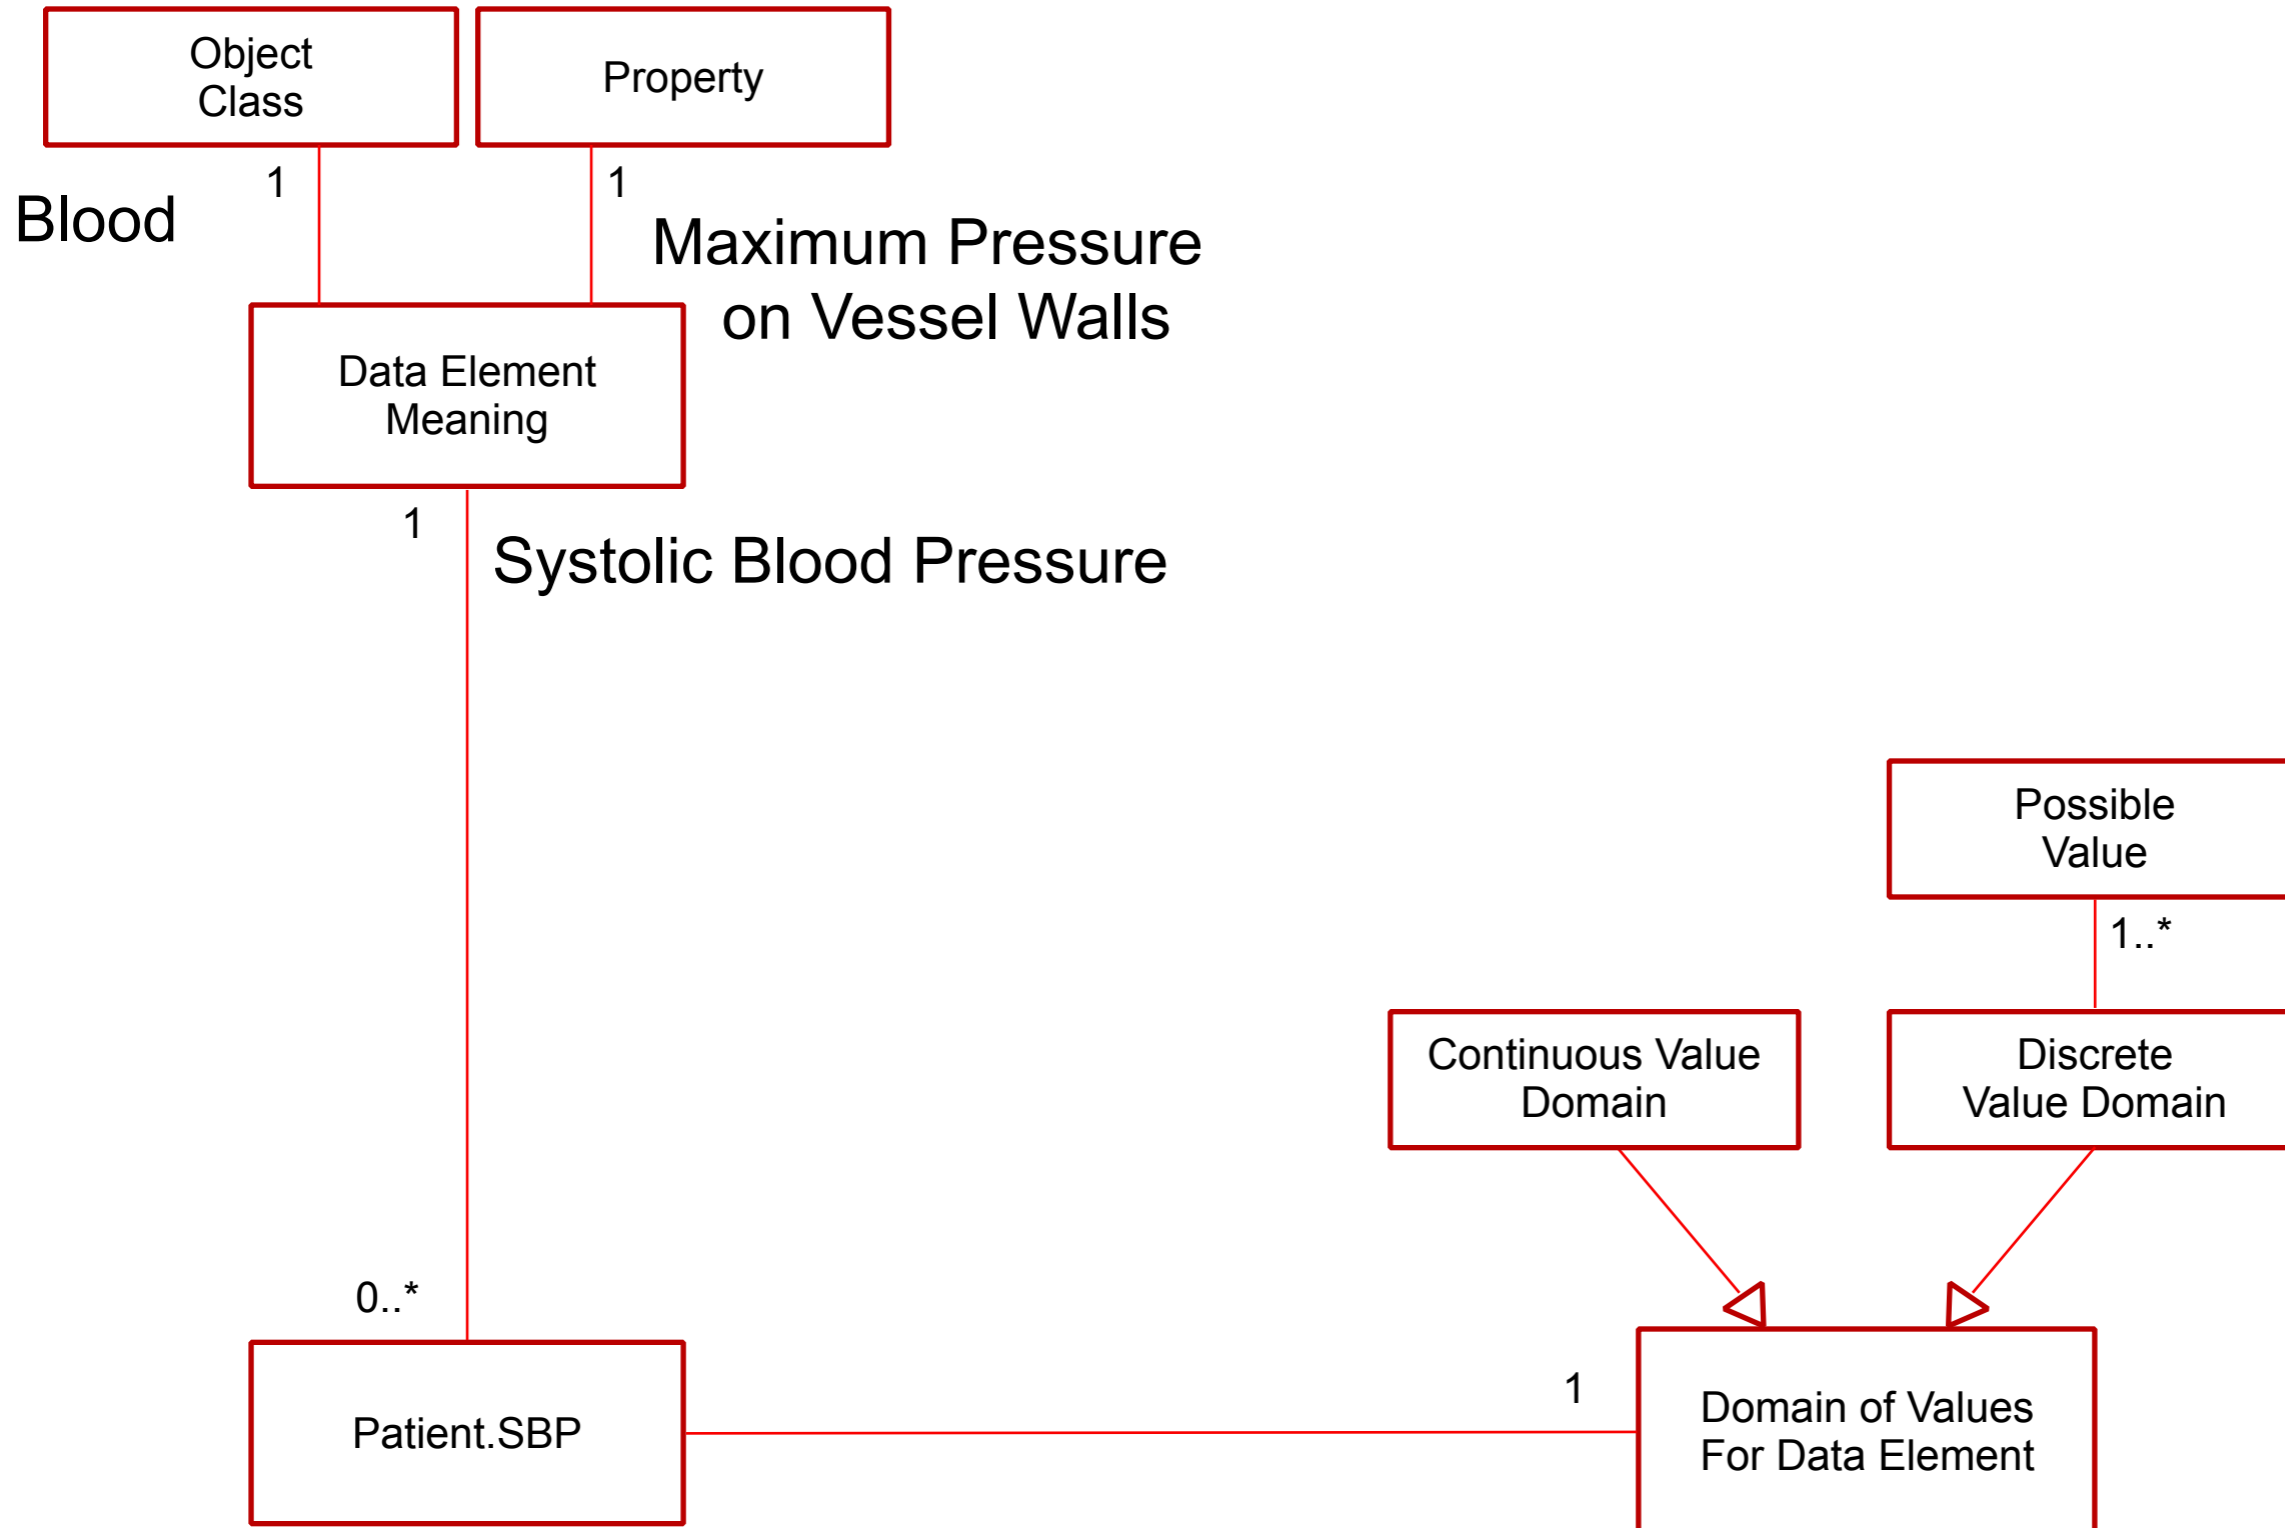 Object
Class
Property
1
1
Blood
Maximum Pressure
on Vessel Walls
Data Element
Meaning
1
Systolic Blood Pressure
Possible
Value
1..*
Continuous Value
Domain
Discrete
Value Domain
0..*
Patient.SBP
1
Domain of Values
For Data Element